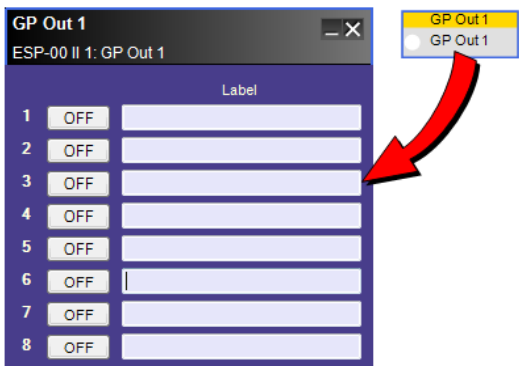 GP Out 1
ESP-00 II 1: GP Out 1
Label
1 OFF
2 OFF
3 OFF
4 OFF
5 OFF
6 OFF
7 OFF
8 OFF
GP Out 1
GP Out 1